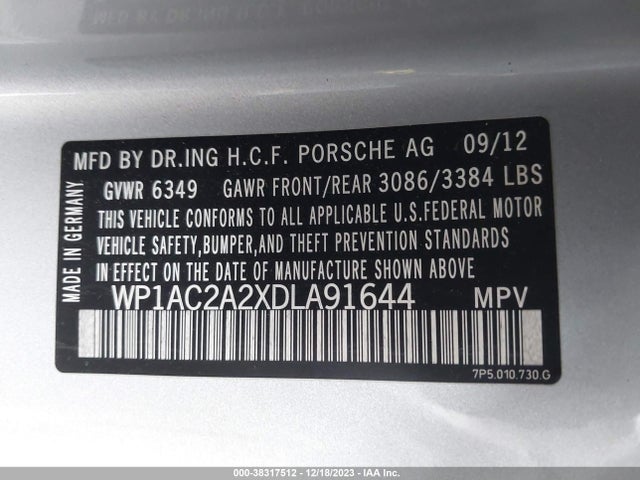 MFD BY DR.ING H.C.F. PORSCHE AG 09/12
GVWR 6349 GAWR FRONT/REAR 3086/3384 LBS
THIS VEHICLE CONFORMS TO ALL APPLICABLE U.S.FEDERAL MOTOR
VEHICLE SAFETY,BUMPER,AND THEFT PREVENTION STANDARDS
IN EFFECT ON THE DATE OF MANUFACTURE SHOWN ABOVE.
WP1AC2A2XDLA91644 MPV
7P5.010.730.G
MADE IN GERMANY
000-38317512 - 12/18/2023 - IAA Inc.